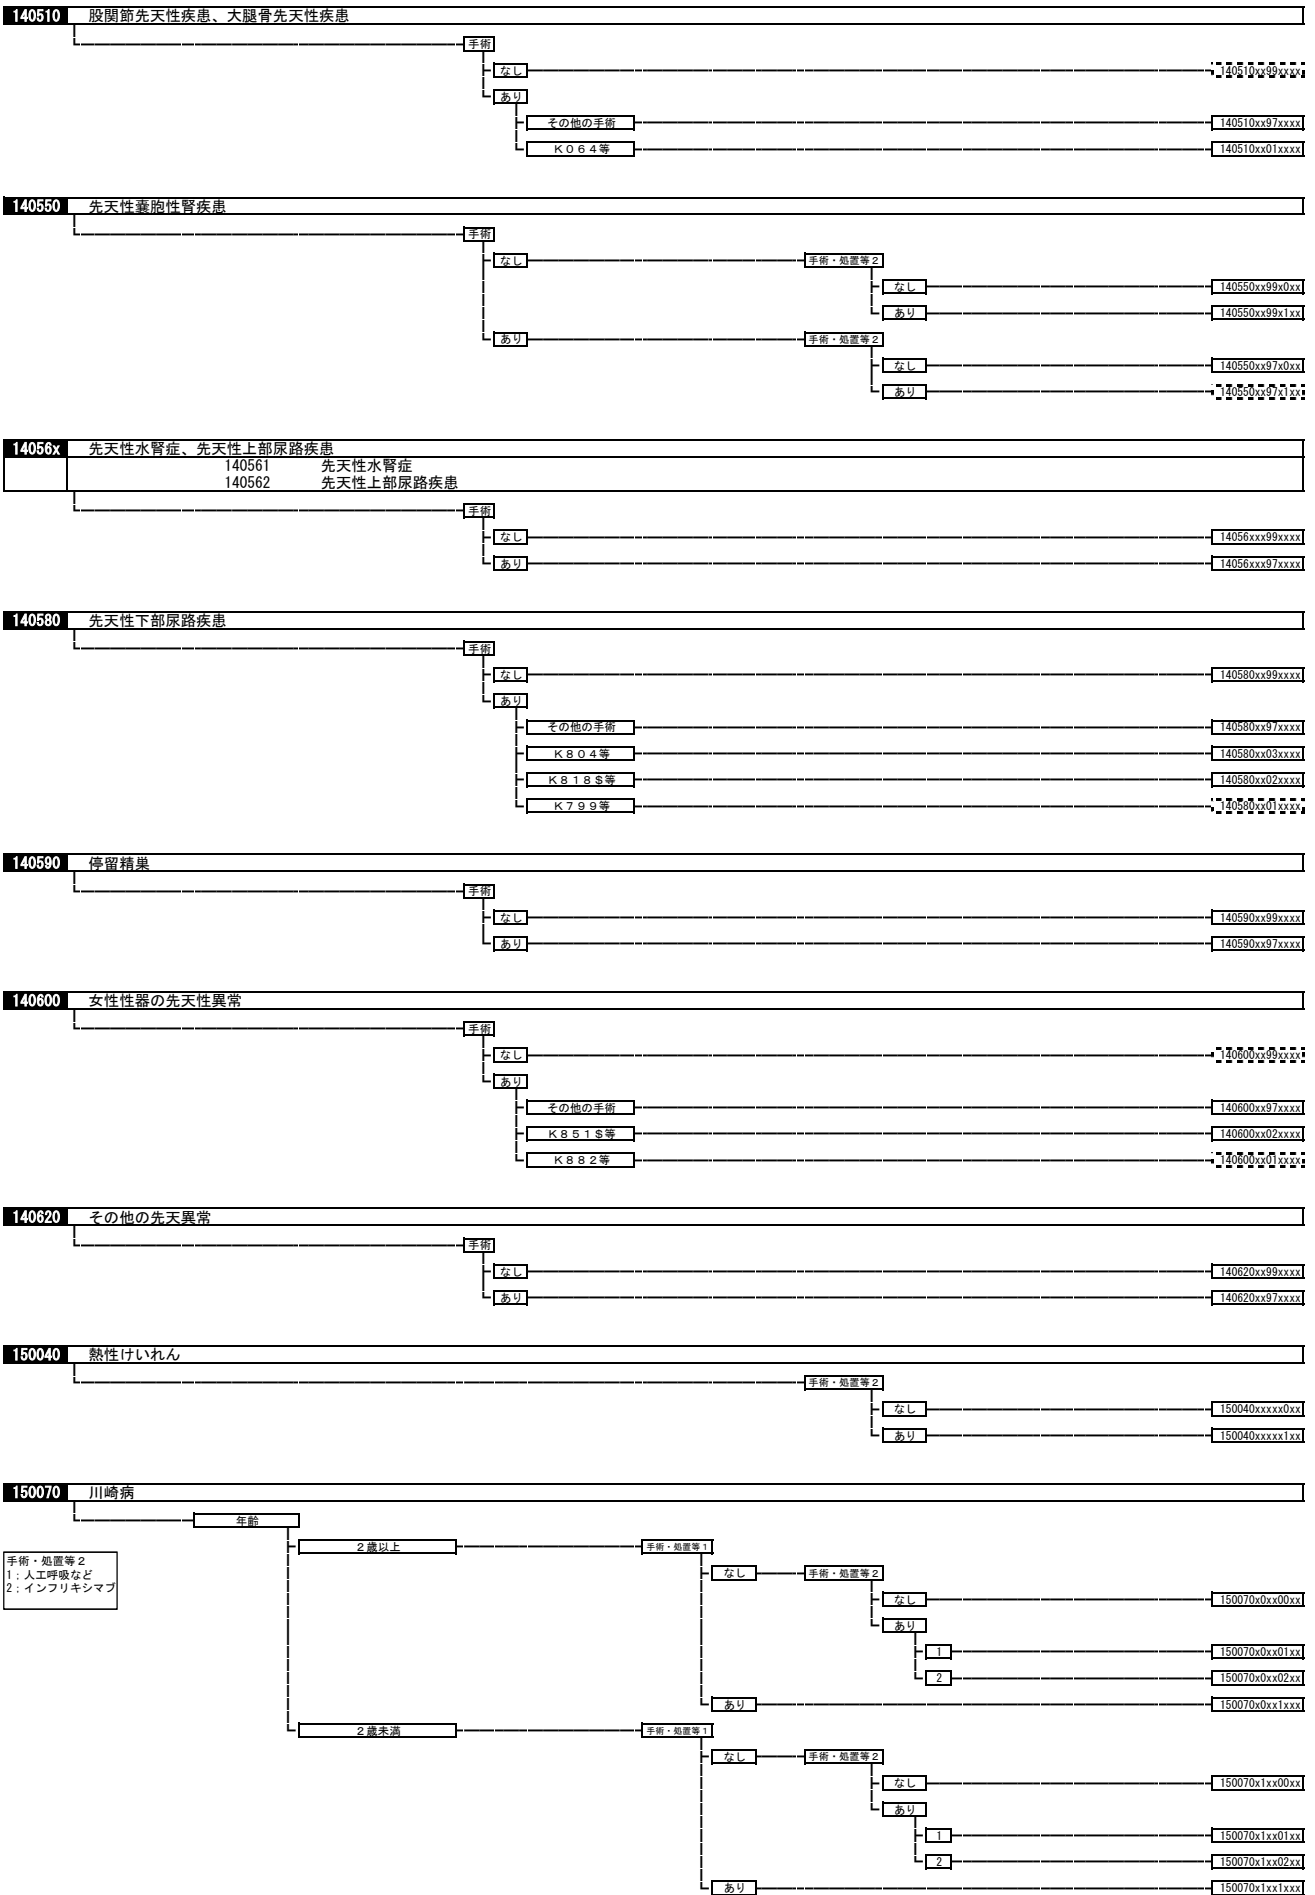 140510 股関節先天性疾患、大腿骨先天性疾患
手術
なし 140510xx99xxxx
あり
その他の手術 140510xx97xxxx
K064等 140510xx01xxxx
140550 先天性嚢胞性腎疾患
手術
なし 手術・処置等2
なし 140550xx99x0xx
あり 140550xx99x1xx
あり 手術・処置等2
なし 140550xx97x0xx
あり 140550xx97x1xx
14056x 先天性水腎症、先天性上部尿路疾患
140561 先天性水腎症
140562 先天性上部尿路疾患
手術
なし 14056xxx99xxxx
あり 14056xxx97xxxx
140580 先天性下部尿路疾患
手術
なし 140580xx99xxxx
あり
その他の手術 140580xx97xxxx
K804等 140580xx03xxxx
K818$等 140580xx02xxxx
K799等 140580xx01xxxx
140590 停留精巣
手術
なし 140590xx99xxxx
あり 140590xx97xxxx
140600 女性性器の先天性異常
手術
なし 140600xx99xxxx
あり
その他の手術 140600xx97xxxx
K851$等 140600xx02xxxx
K882等 140600xx01xxxx
140620 その他の先天異常
手術
なし 140620xx99xxxx
あり 140620xx97xxxx
150040 熱性けいれん
手術・処置等2
なし 150040xxxxx0xx
あり 150040xxxxx1xx
150070 川崎病
年齢
2歳以上 手術・処置等1
手術・処置等2
1:人工呼吸など
2:インフリキシマブ
なし 手術・処置等2
なし 150070x0xx00xx
あり
1 150070x0xx01xx
2 150070x0xx02xx
あり 150070x0xx1xxx
2歳未満 手術・処置等1
なし 手術・処置等2
なし 150070x1xx00xx
あり
1 150070x1xx01xx
2 150070x1xx02xx
あり 150070x1xx1xxx